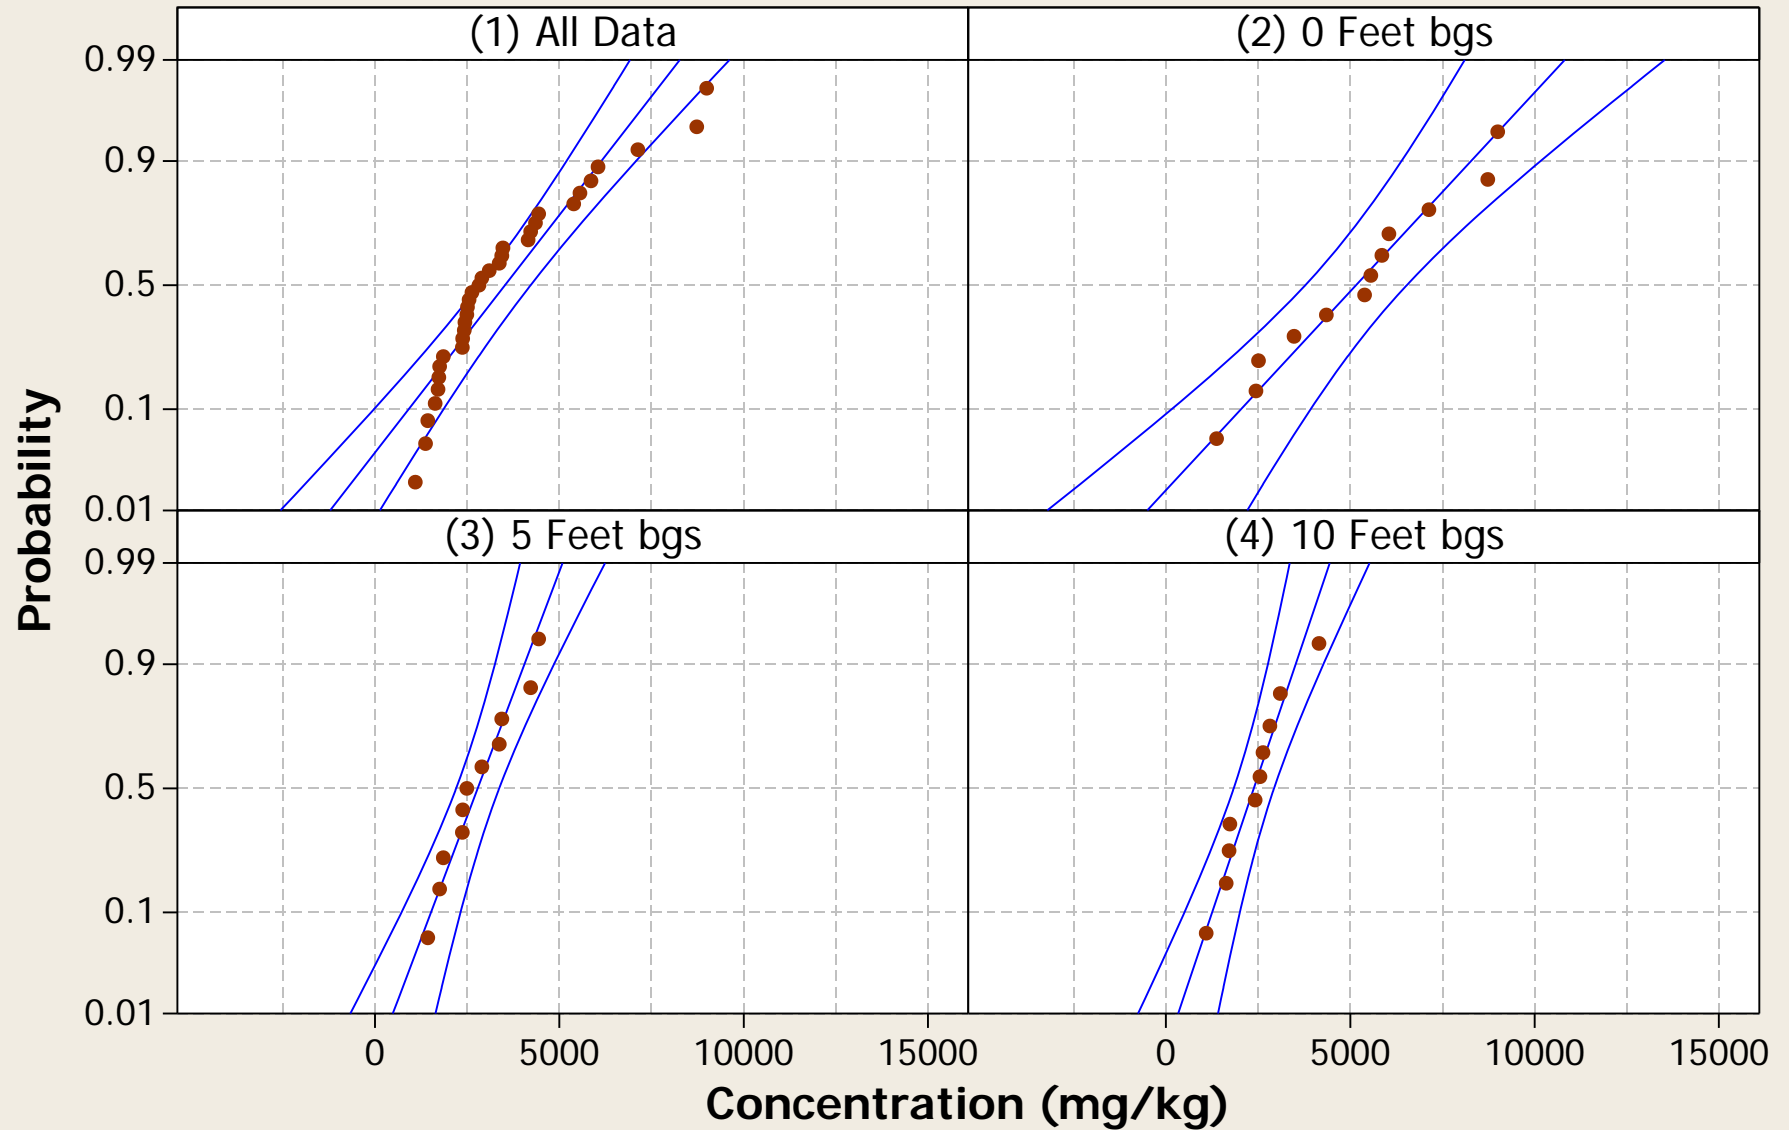 (1) All Data
(2) 0 Feet bgs
0.99
0.9
0.5
0.1
0.01
(3) 5 Feet bgs
(4) 10 Feet bgs
0.99
0.9
0.5
0.1
0.01
Probability
0 5000 10000 15000
0 5000 10000 15000
Concentration (mg/kg)